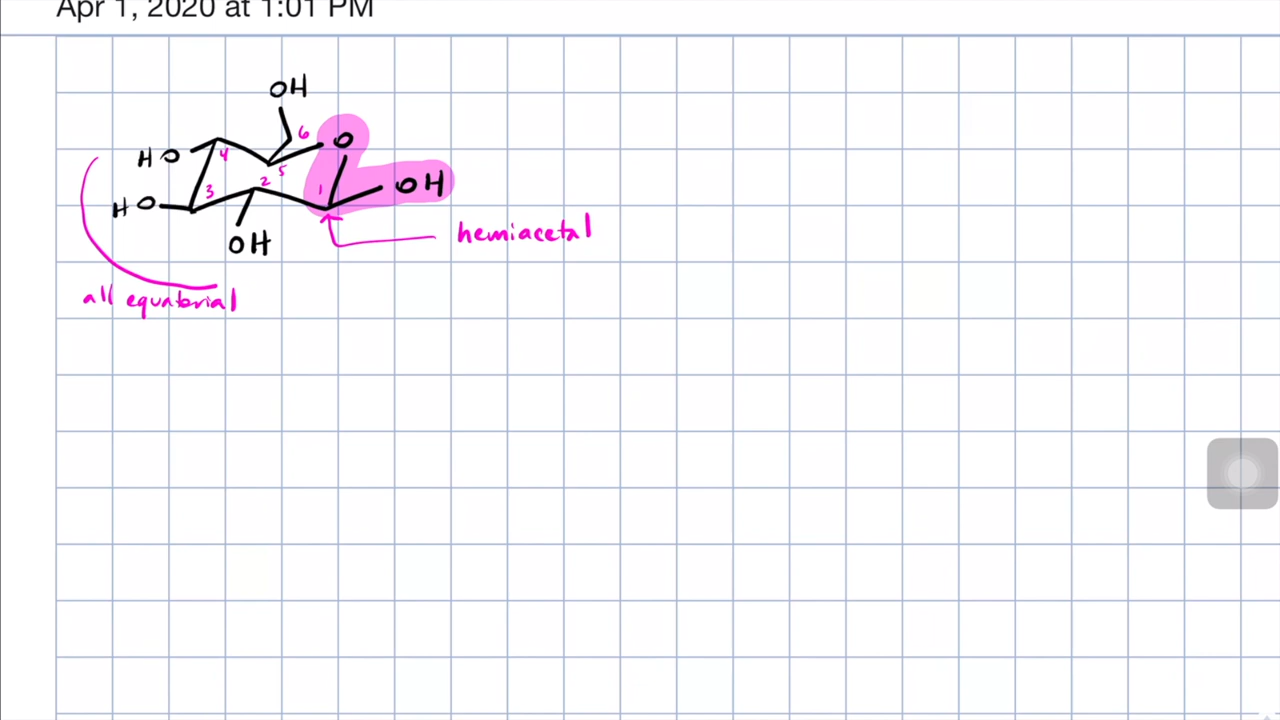 Apr 1, 2020 at 1:01 PM
OH
6
O
HO
4
5
2
1
OH
3
HO
OH
hemiacetal
all equatorial